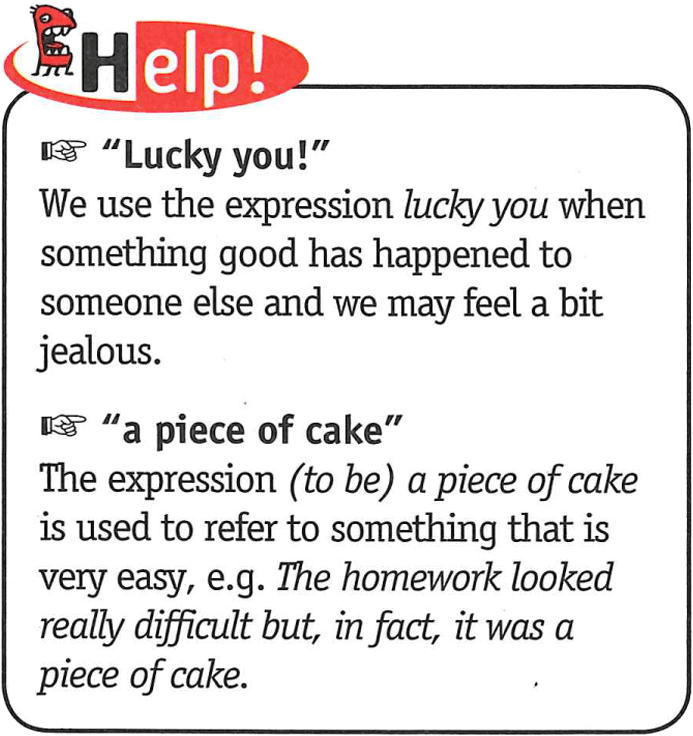 Help!
☞ “Lucky you!”
We use the expression lucky you when
something good has happened to
someone else and we may feel a bit
jealous.
☞ “a piece of cake”
The expression (to be) a piece of cake
is used to refer to something that is
very easy, e.g. The homework looked
really difficult but, in fact, it was a
piece of cake.